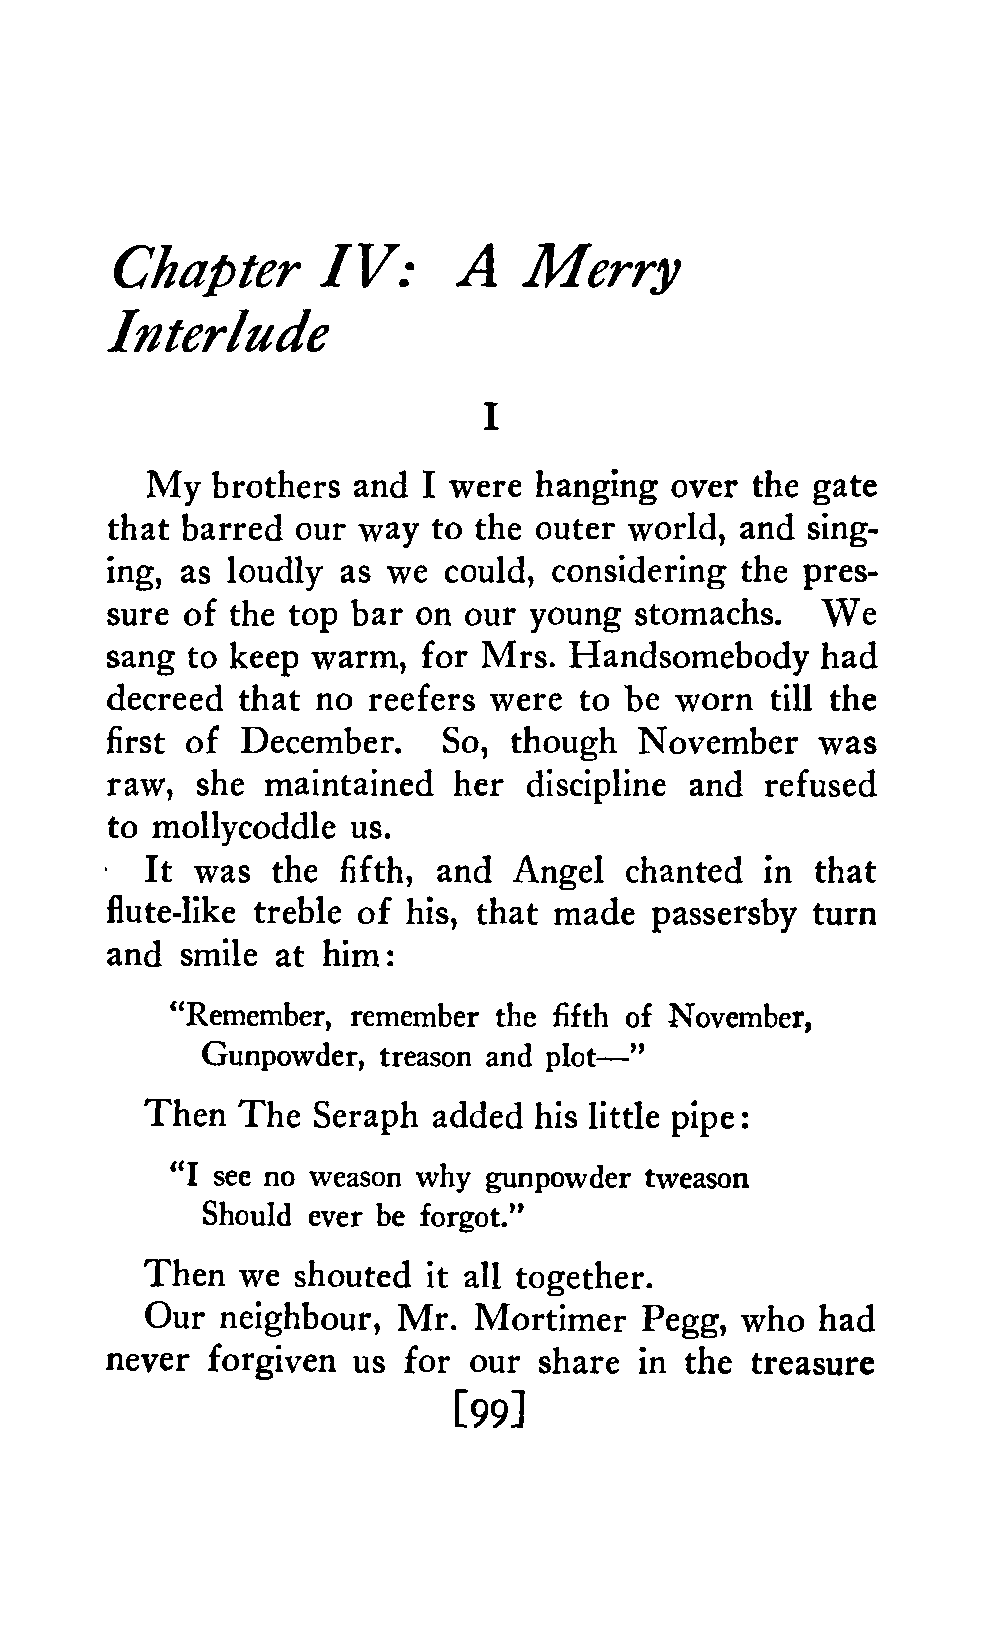 Chapter IV: A Merry
Interlude
I
My brothers and I were hanging over the gate
that barred our way to the outer world, and sing-
ing, as loudly as we could, considering the pres-
sure of the top bar on our young stomachs. We
sang to keep warm, for Mrs. Handsomebody had
decreed that no reefers were to be worn till the
first of December. So, though November was
raw, she maintained her discipline and refused
to mollycoddle us.
It was the fifth, and Angel chanted in that
flute-like treble of his, that made passersby turn
and smile at him:
“Remember, remember the fifth of November,
Gunpowder, treason and plot—”
Then The Seraph added his little pipe:
“I see no weason why gunpowder tweason
Should ever be forgot.”
Then we shouted it all together.
Our neighbour, Mr. Mortimer Pegg, who had
never forgiven us for our share in the treasure
[99]